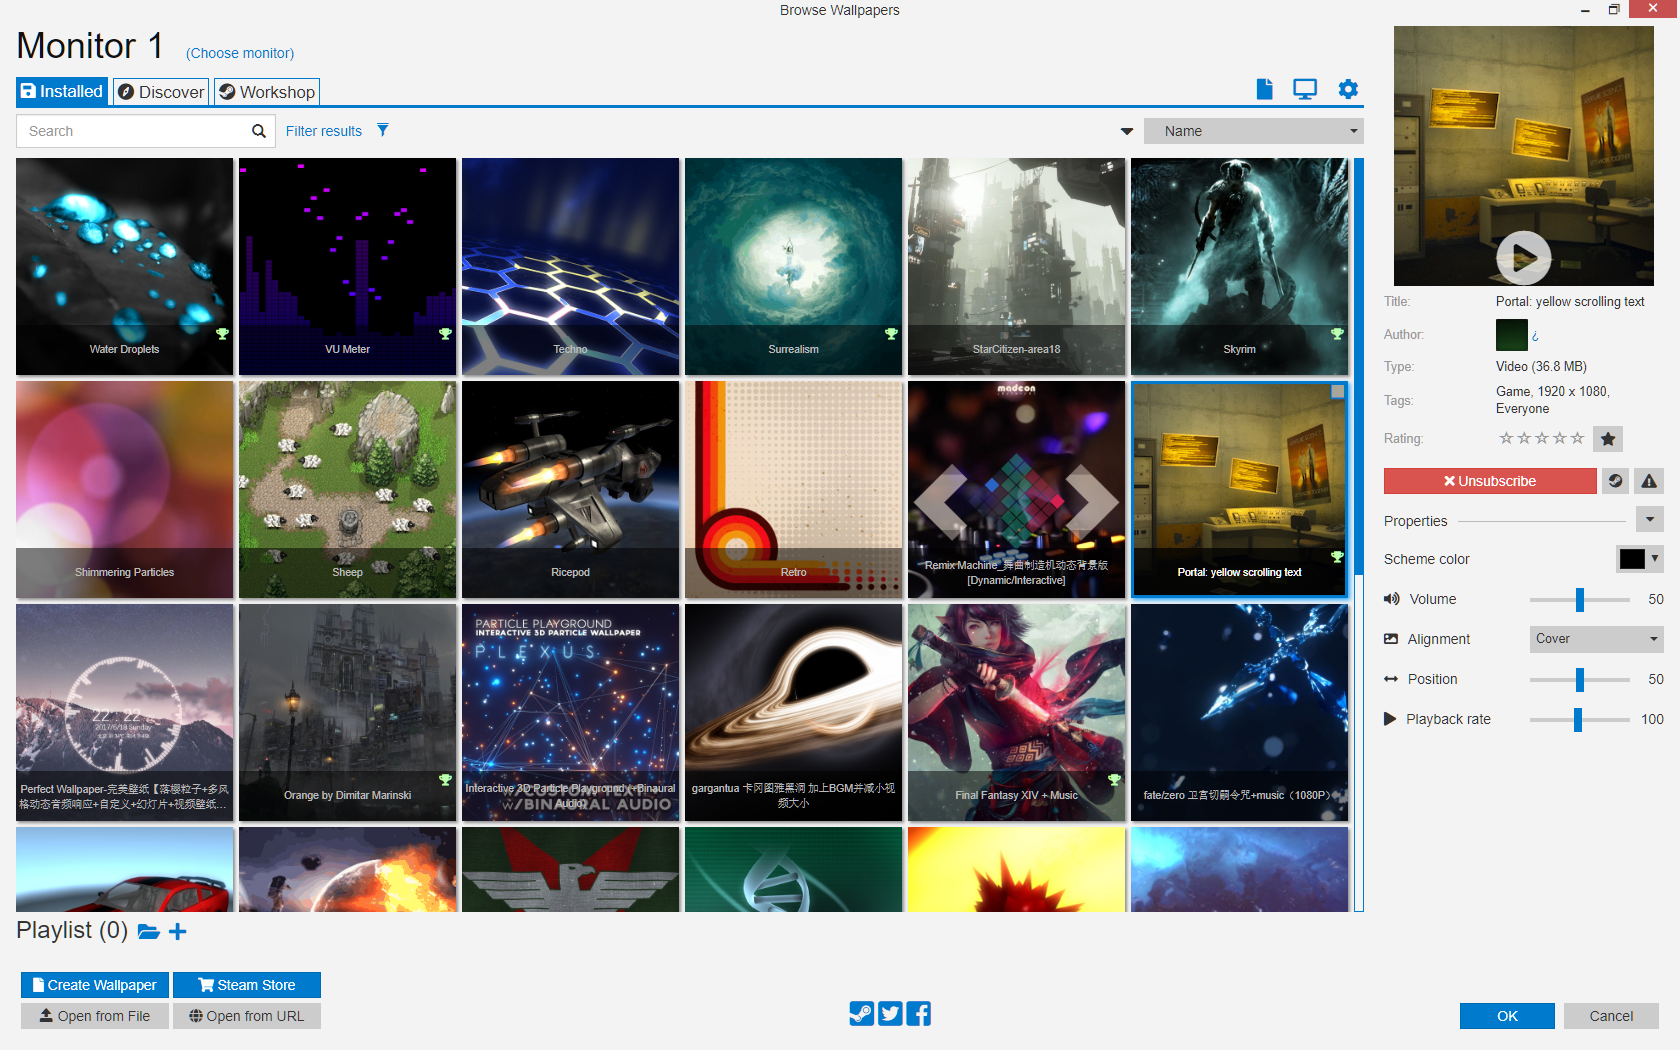 Browse Wallpapers
Monitor 1 (Choose monitor)
Installed Discover Workshop
Search Filter results Name
Water Droplets
VU Meter
Techno
Surrealism
StarCitizen-area18
Skyrim
Shimmering Particles
Sheep
Ricepod
Retro
madeon
Remix Machine_舞曲制造机动态背景版
[Dynamic/Interactive]
Portal: yellow scrolling text
22 : 22
2017/6/18 Sunday
Perfect Wallpaper-完美壁纸【落樱粒子+多风
格动态音频响应+自定义+幻灯片+视频壁纸...
Orange by Dimitar Marinski
PARTICLE PLAYGROUND
INTERACTIVE 3D PARTICLE WALLPAPER
PLEXUS
Interactive 3D Particle Playground (+Binaural
Audio)
W/CUSTOM TEXT
W/BINAURAL AUDIO
gargantua 卡冈图雅黑洞 加上BGM并减小视
频大小
Final Fantasy XIV + Music
fate/zero 卫宫切嗣令咒+music（1080P）
Title: Portal: yellow scrolling text
Author: ¿
Type: Video (36.8 MB)
Tags: Game, 1920 x 1080,
Everyone
Rating:
Unsubscribe
Properties
Scheme color
Volume 50
Alignment Cover
Position 50
Playback rate 100
Playlist (0)
Create Wallpaper Steam Store
Open from File Open from URL
OK Cancel